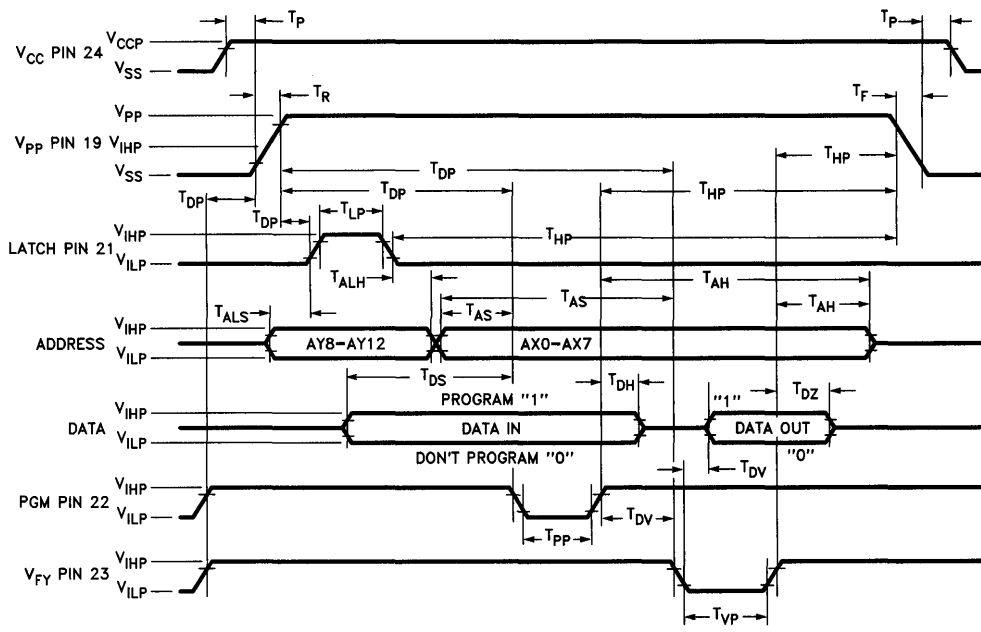 T_P T_P
V_CC PIN 24 V_CCP
V_SS
T_R T_F
V_PP
V_PP PIN 19 V_IHP
V_SS
T_HP
T_DP
T_DP T_HP
T_DP
T_DP T_LP
LATCH PIN 21 V_IHP
V_ILP
T_HP
T_ALH T_AH
T_AS
T_ALS T_AS T_AH
ADDRESS V_IHP
V_ILP
AY8-AY12 AX0-AX7
T_DS T_DH T_DZ
PROGRAM "1" "1"
DATA V_IHP
V_ILP
DATA IN DATA OUT
DON'T PROGRAM "0" "0"
T_DV
PGM PIN 22 V_IHP
V_ILP
T_PP T_DV
V_FY PIN 23 V_IHP
V_ILP
T_VP